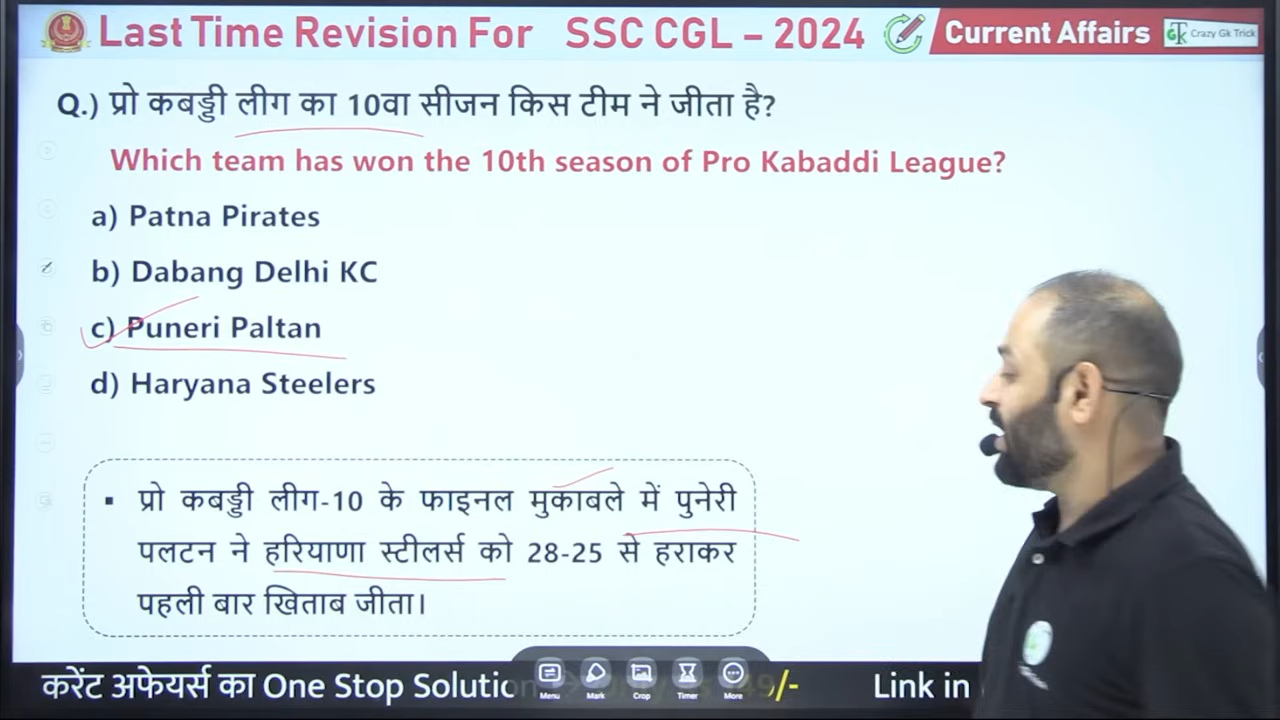 Last Time Revision For SSC CGL – 2024 Current Affairs Crazy Gk Trick
Q.) प्रो कबड्डी लीग का 10वा सीजन किस टीम ने जीता है?
Which team has won the 10th season of Pro Kabaddi League?
a) Patna Pirates
b) Dabang Delhi KC
c) Puneri Paltan
d) Haryana Steelers
▪ प्रो कबड्डी लीग-10 के फाइनल मुकाबले में पुनेरी
पलटन ने हरियाणा स्टीलर्स को 28-25 से हराकर
पहली बार खिताब जीता।
Menu Mark Crop Timer More
करेंट अफेयर्स का One Stop /- Link in